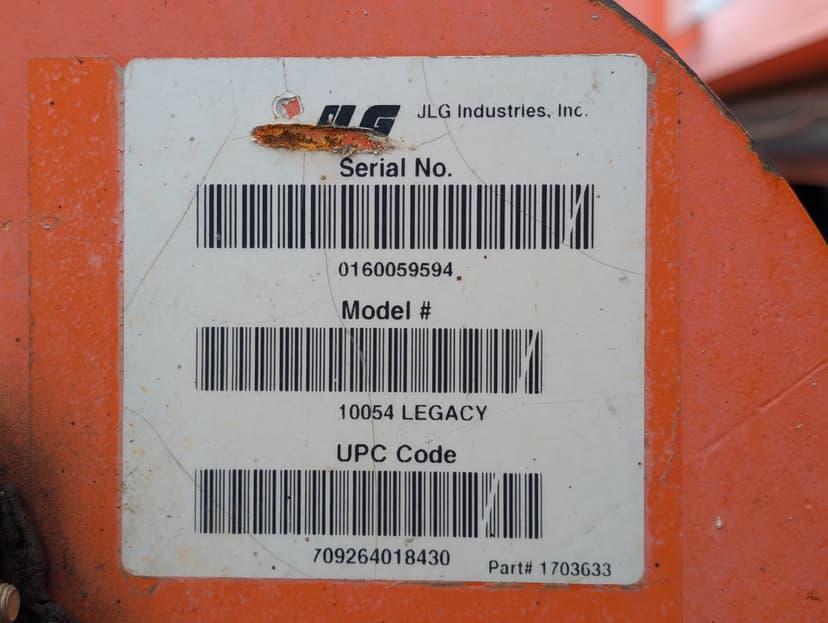 JLG JLG Industries, Inc.
Serial No.
0160059594
Model #
10054 LEGACY
UPC Code
709264018430
Part# 1703633